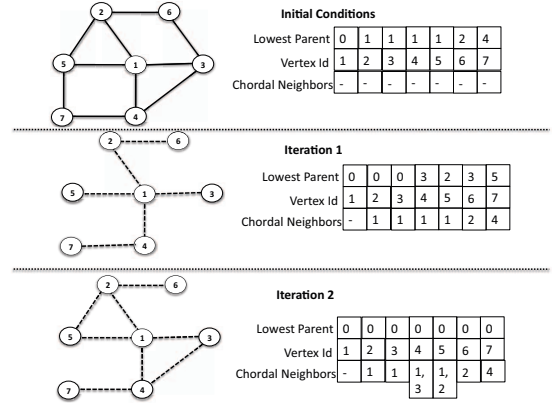 2 6
5 1 3
7 4
Initial Conditions
Lowest Parent 0 1 1 1 1 2 4
Vertex Id 1 2 3 4 5 6 7
Chordal Neighbors - - - - - - -
2 6
5 1 3
7 4
Iteration 1
Lowest Parent 0 0 0 3 2 3 5
Vertex Id 1 2 3 4 5 6 7
Chordal Neighbors - 1 1 1 1 2 4
2 6
5 1 3
7 4
Iteration 2
Lowest Parent 0 0 0 0 0 0 0
Vertex Id 1 2 3 4 5 6 7
Chordal Neighbors - 1 1 1, 1, 2 4
3 2